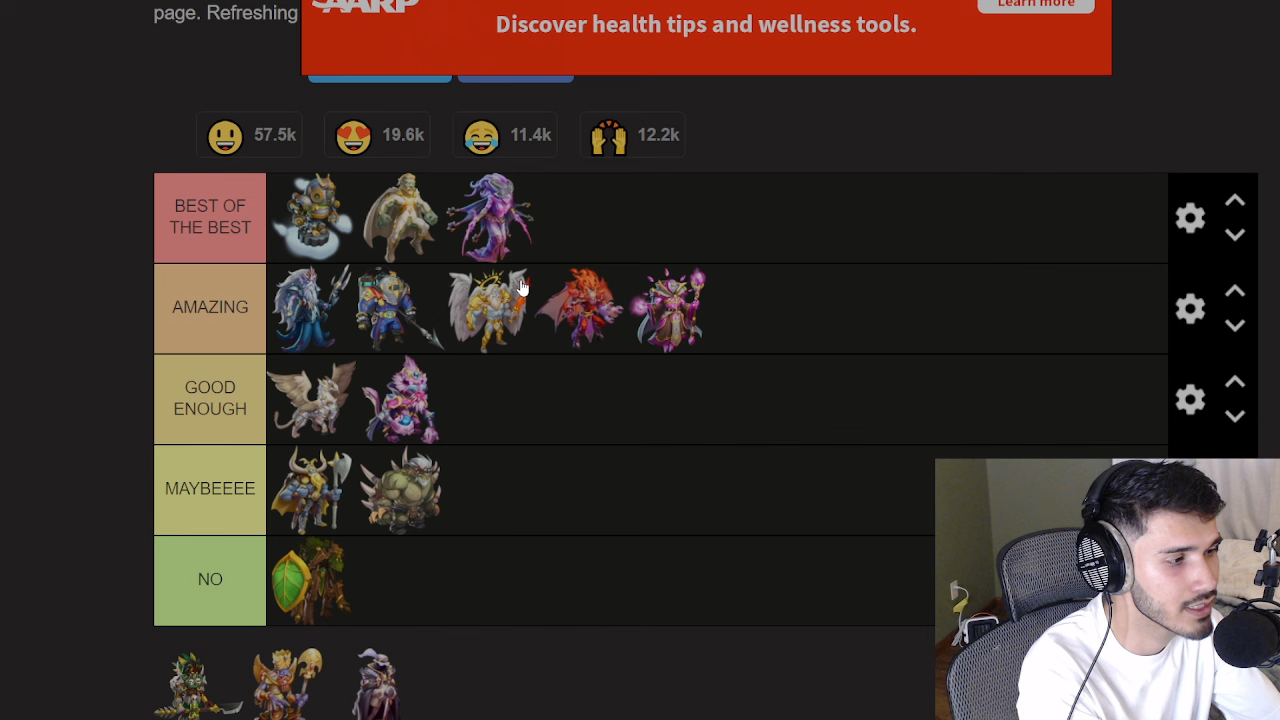 page. Refreshing
AARP
Learn more
Discover health tips and wellness tools.
57.5k
19.6k
11.4k
12.2k
BEST OF
THE BEST
AMAZING
GOOD
ENOUGH
MAYBEEEE
NO